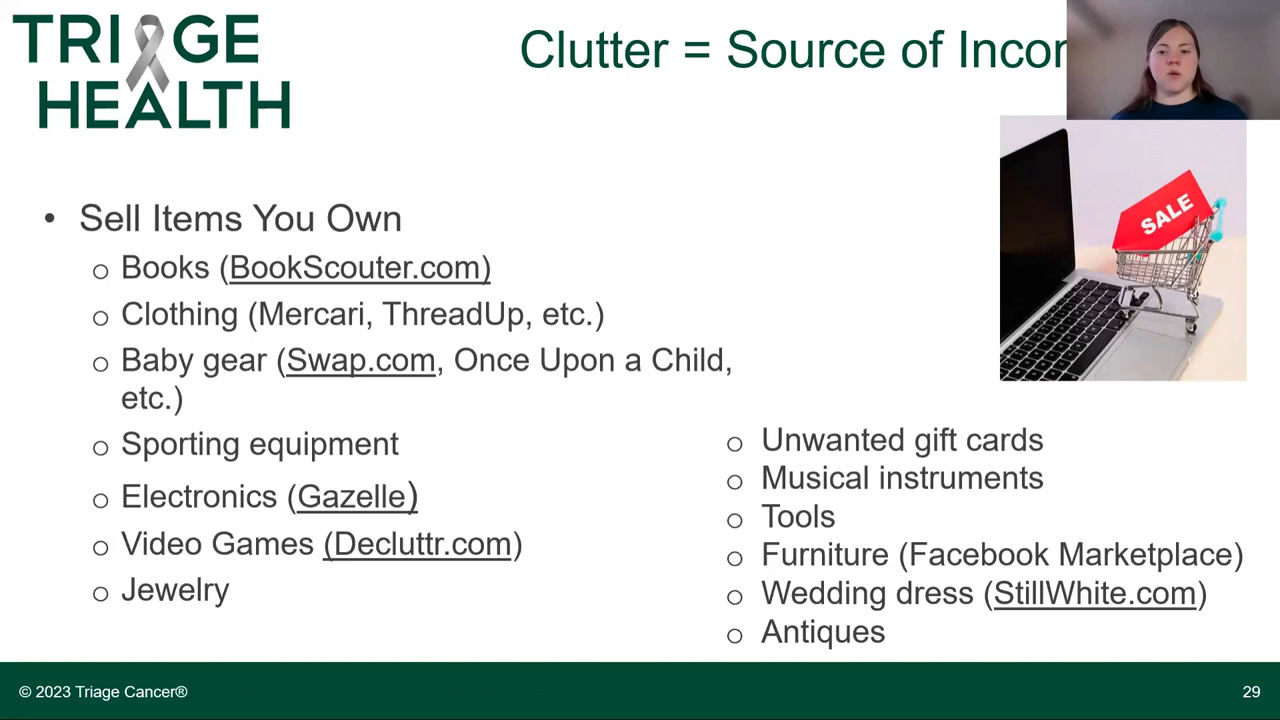 TRIAGE
HEALTH
Clutter = Source of Incor
SALE
• Sell Items You Own
o Books (BookScouter.com)
o Clothing (Mercari, ThreadUp, etc.)
o Baby gear (Swap.com, Once Upon a Child,
etc.)
o Sporting equipment
o Electronics (Gazelle)
o Video Games (Decluttr.com)
o Jewelry
o Unwanted gift cards
o Musical instruments
o Tools
o Furniture (Facebook Marketplace)
o Wedding dress (StillWhite.com)
o Antiques
© 2023 Triage Cancer®
29